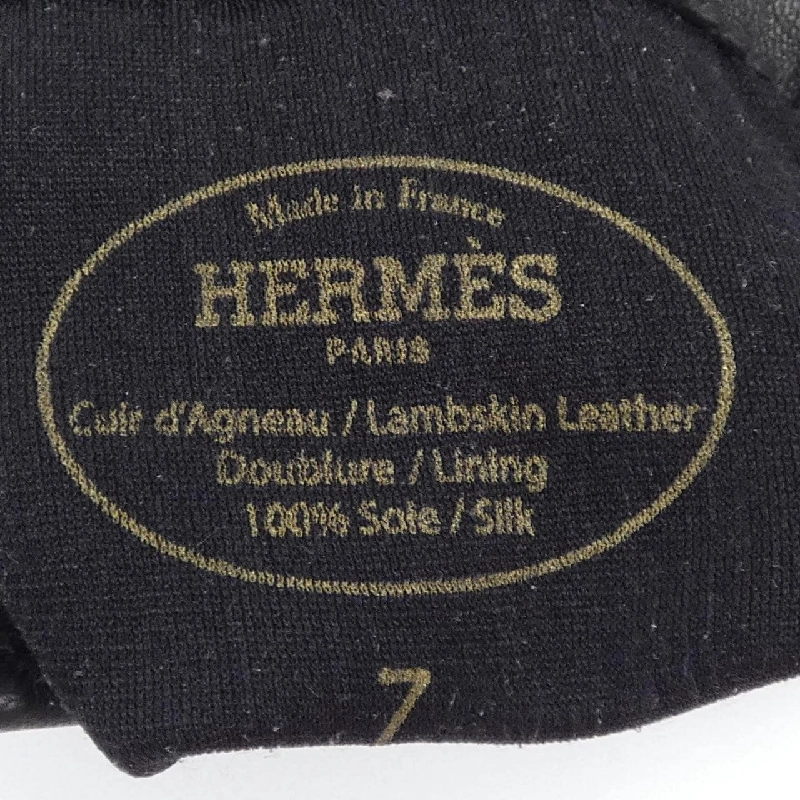 Made in France
HERMÈS
PARIS
Cuir d'Agneau / Lambskin Leather
Doublure / Lining
100% Soie / Silk
7